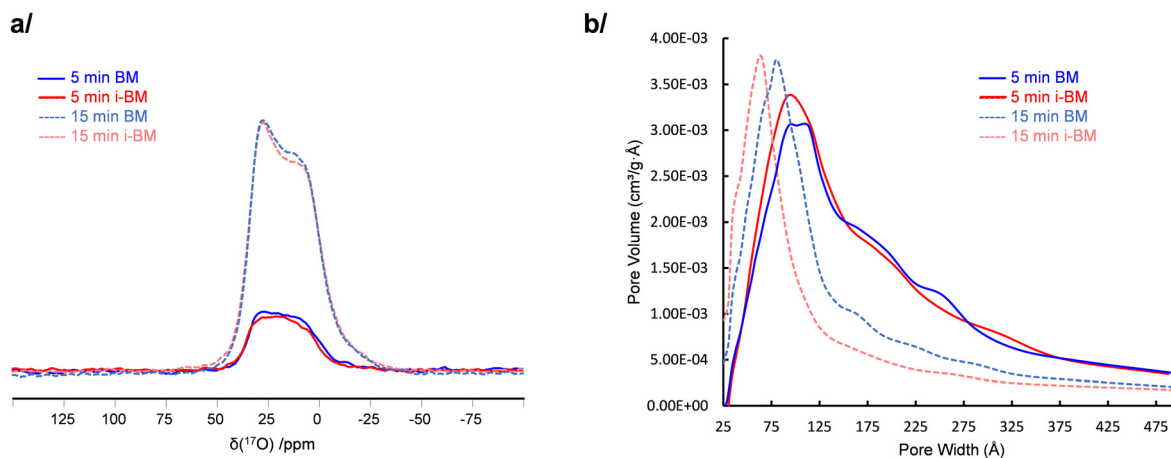 a/
5 min BM
5 min i-BM
15 min BM
15 min i-BM
125 100 75 50 25 0 -25 -50 -75
δ(¹⁷O) /ppm
b/
4.00E-03
3.50E-03
3.00E-03
2.50E-03
2.00E-03
1.50E-03
1.00E-03
5.00E-04
0.00E+00
Pore Volume (cm³/g·Å)
5 min BM
5 min i-BM
15 min BM
15 min i-BM
25 75 125 175 225 275 325 375 425 475
Pore Width (Å)